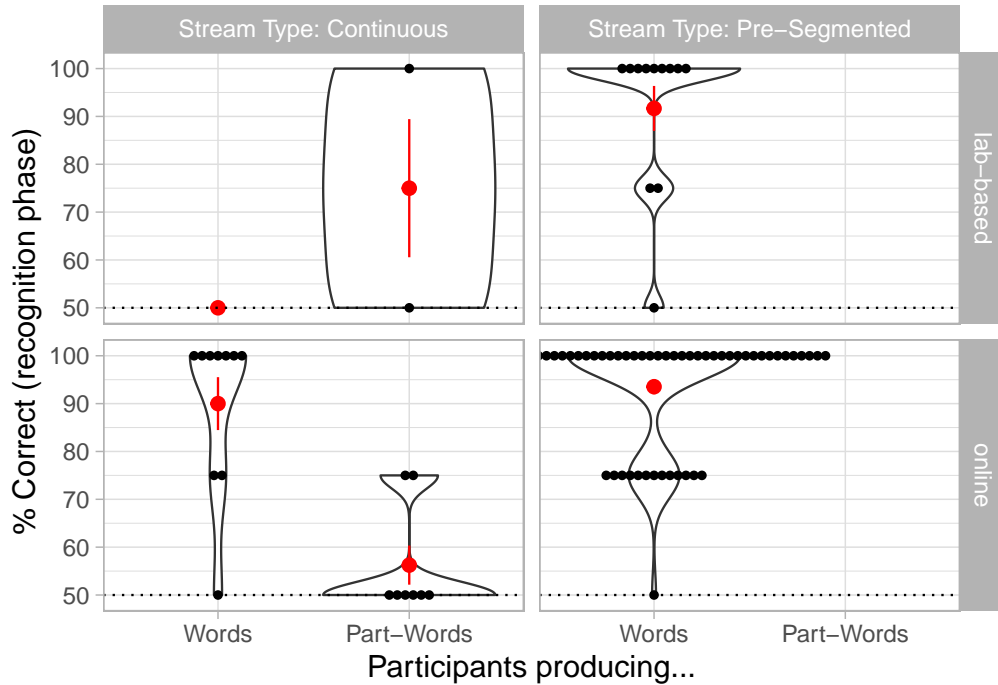 Stream Type: Continuous
Stream Type: Pre−Segmented
% Correct (recognition phase)
100
90
80
70
60
50
lab−based
100
90
80
70
60
50
online
Words
Part−Words
Words
Part−Words
Participants producing...